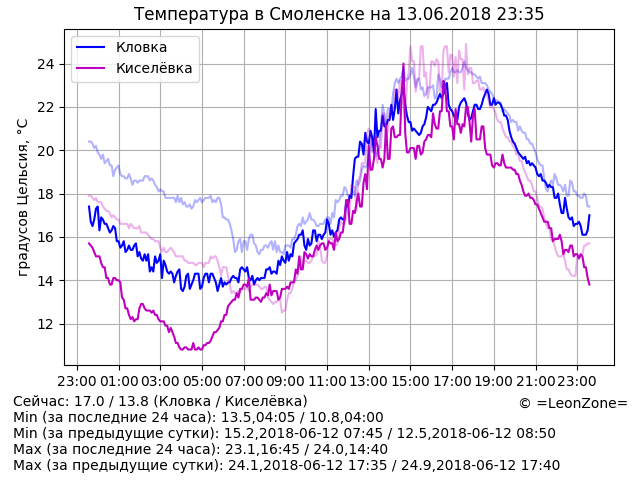 Температура в Смоленске на 13.06.2018 23:35
Кловка
Киселёвка
градусов Цельсия, °C
24
22
20
18
16
14
12
23:00 01:00 03:00 05:00 07:00 09:00 11:00 13:00 15:00 17:00 19:00 21:00 23:00
Сейчас: 17.0 / 13.8 (Кловка / Киселёвка)
© =LeonZone=
Min (за последние 24 часа): 13.5,04:05 / 10.8,04:00
Min (за предыдущие сутки): 15.2,2018-06-12 07:45 / 12.5,2018-06-12 08:50
Max (за последние 24 часа): 23.1,16:45 / 24.0,14:40
Max (за предыдущие сутки): 24.1,2018-06-12 17:35 / 24.9,2018-06-12 17:40